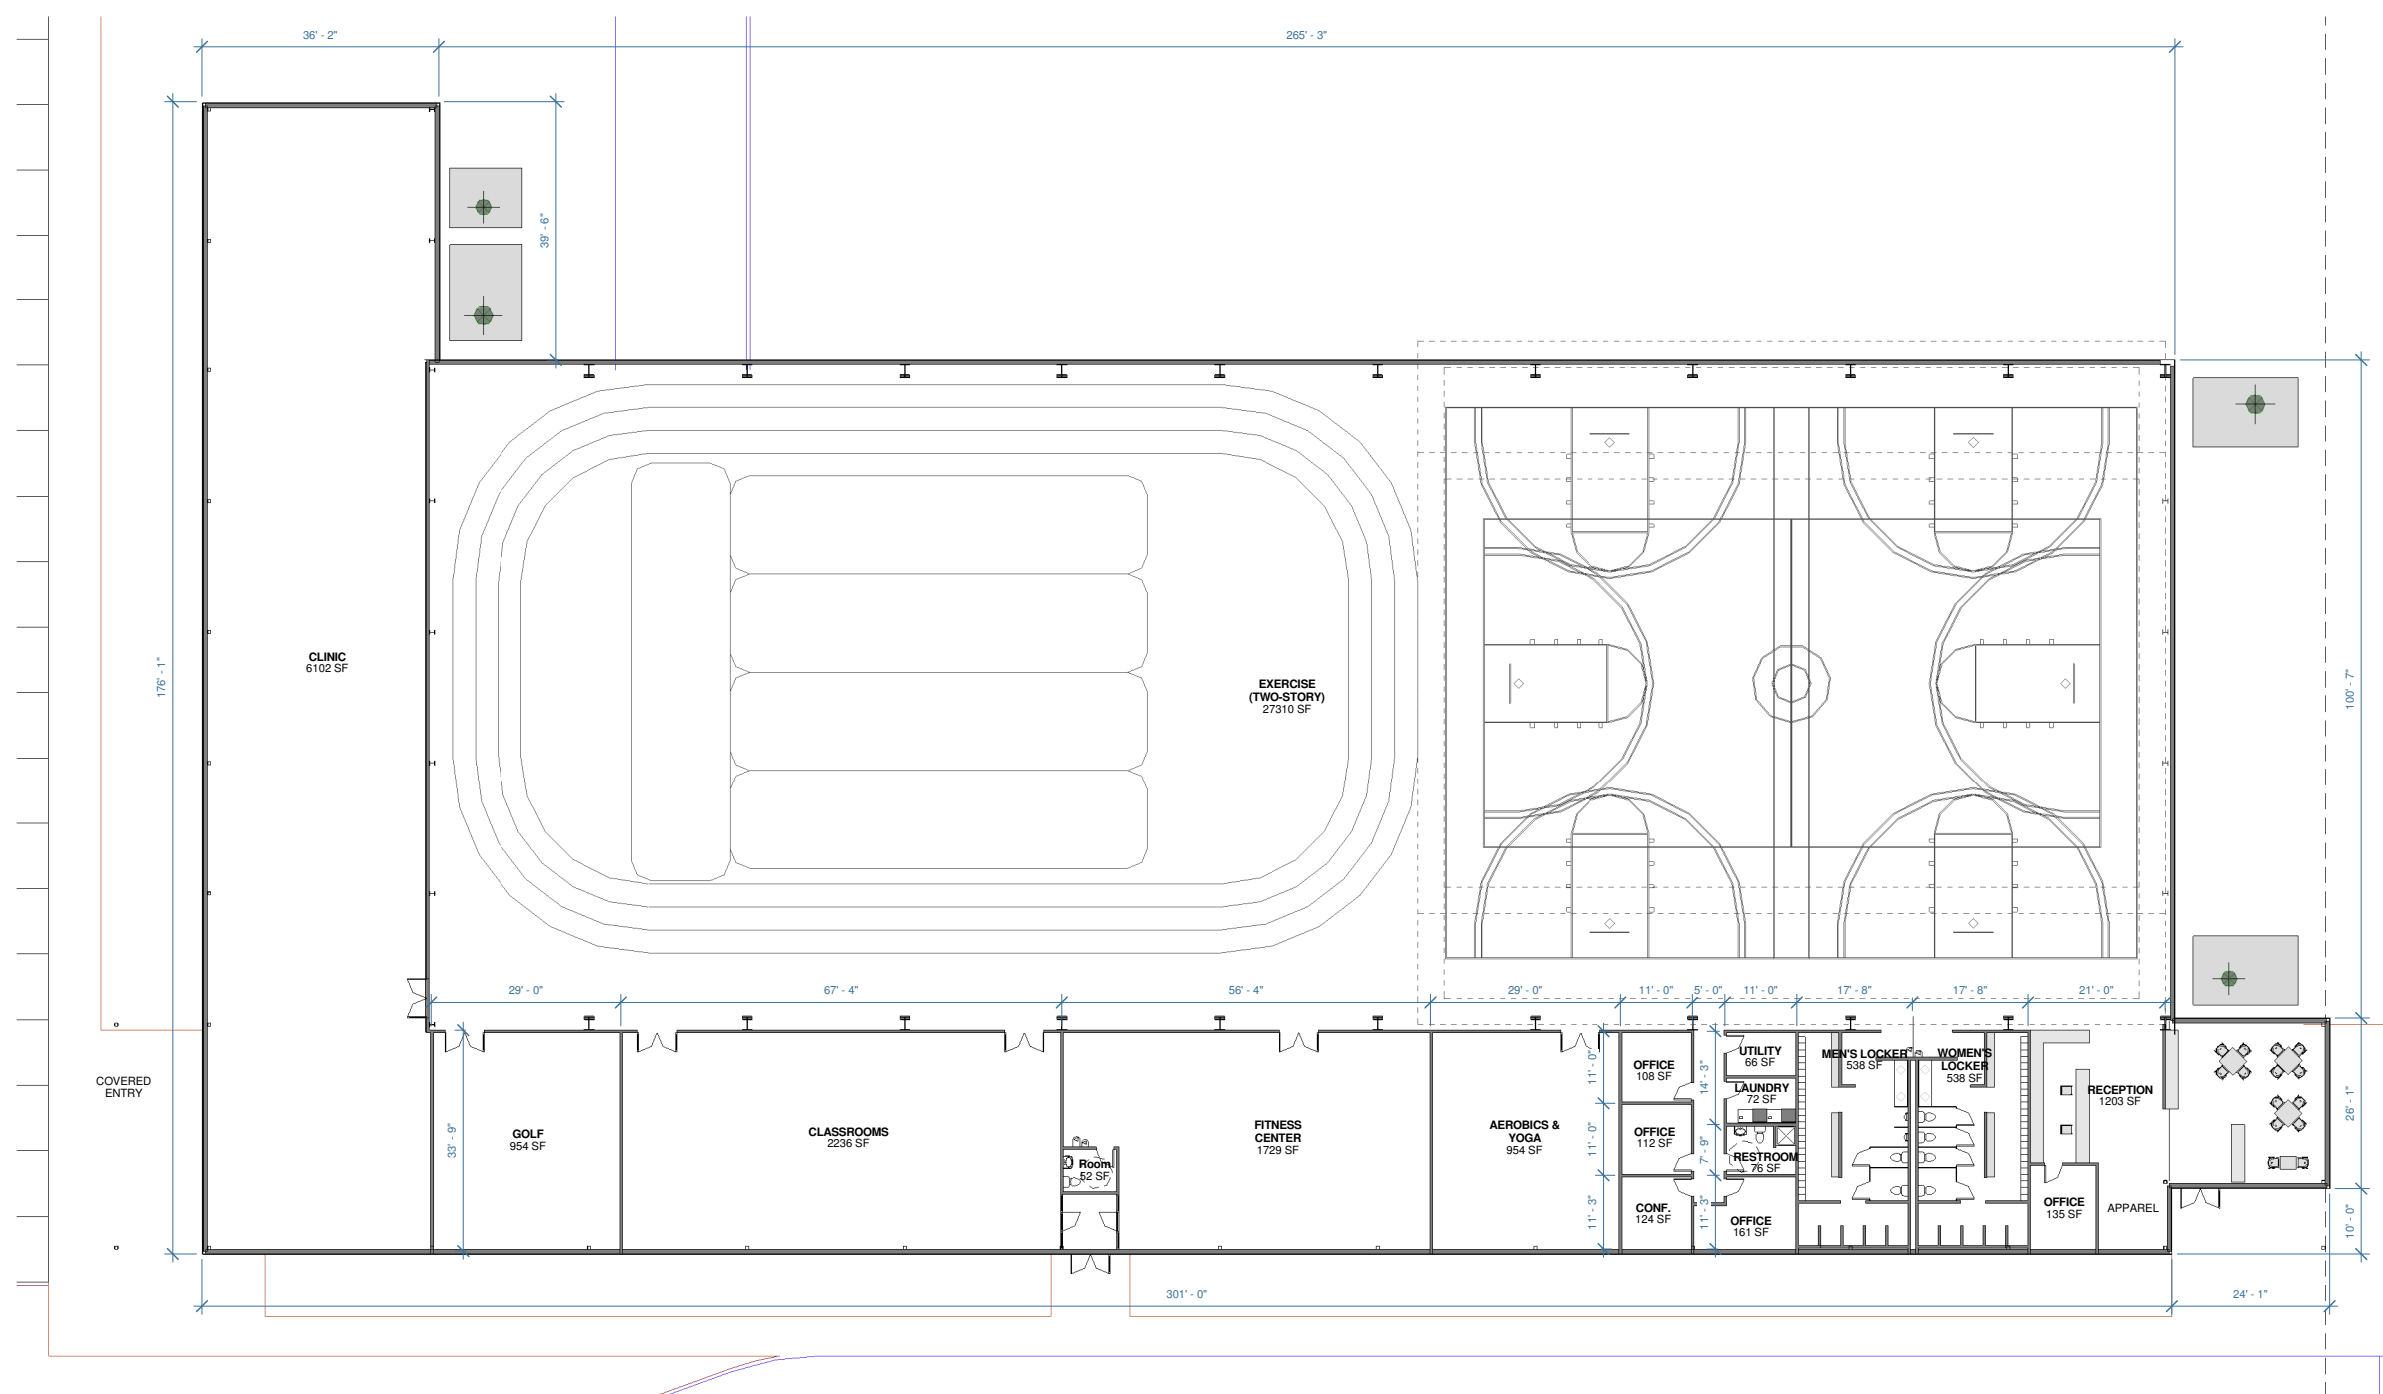 36' - 2"
265' - 3"
39' - 6"
176' - 1"
CLINIC
6102 SF
EXERCISE
(TWO-STORY)
27310 SF
100' - 7"
29' - 0"
67' - 4"
56' - 4"
29' - 0"
11' - 0"
5' - 0"
11' - 0"
17' - 8"
17' - 8"
21' - 0"
COVERED
ENTRY
33' - 9"
GOLF
954 SF
CLASSROOMS
2236 SF
Room
52 SF
FITNESS
CENTER
1729 SF
AEROBICS &
YOGA
954 SF
11' - 0"
11' - 0"
11' - 3"
OFFICE
108 SF
OFFICE
112 SF
CONF.
124 SF
14' - 3"
7' - 9"
11' - 3"
UTILITY
66 SF
LAUNDRY
72 SF
RESTROOM
76 SF
OFFICE
161 SF
MEN'S LOCKER
538 SF
WOMEN'S
LOCKER
538 SF
RECEPTION
1203 SF
OFFICE
135 SF
APPAREL
26' - 1"
10' - 0"
301' - 0"
24' - 1"